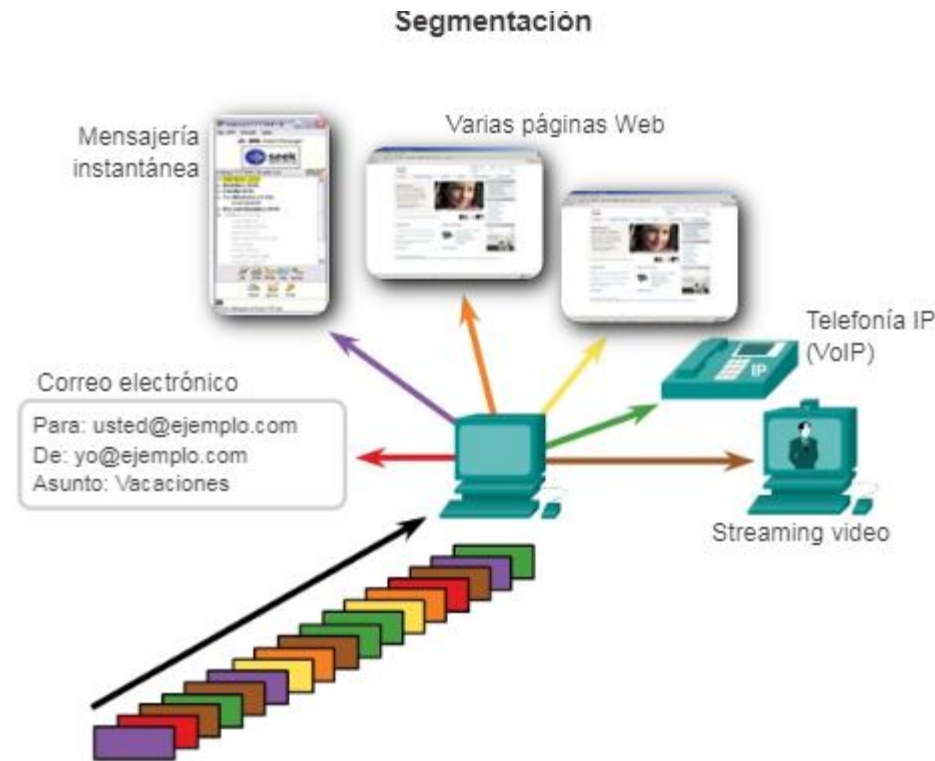 Segmentación
Mensajería
instantánea
seek
Varias páginas Web
Telefonía IP
(VoIP)
IP
Correo electrónico
Para: usted@ejemplo.com
De: yo@ejemplo.com
Asunto: Vacaciones
Streaming video